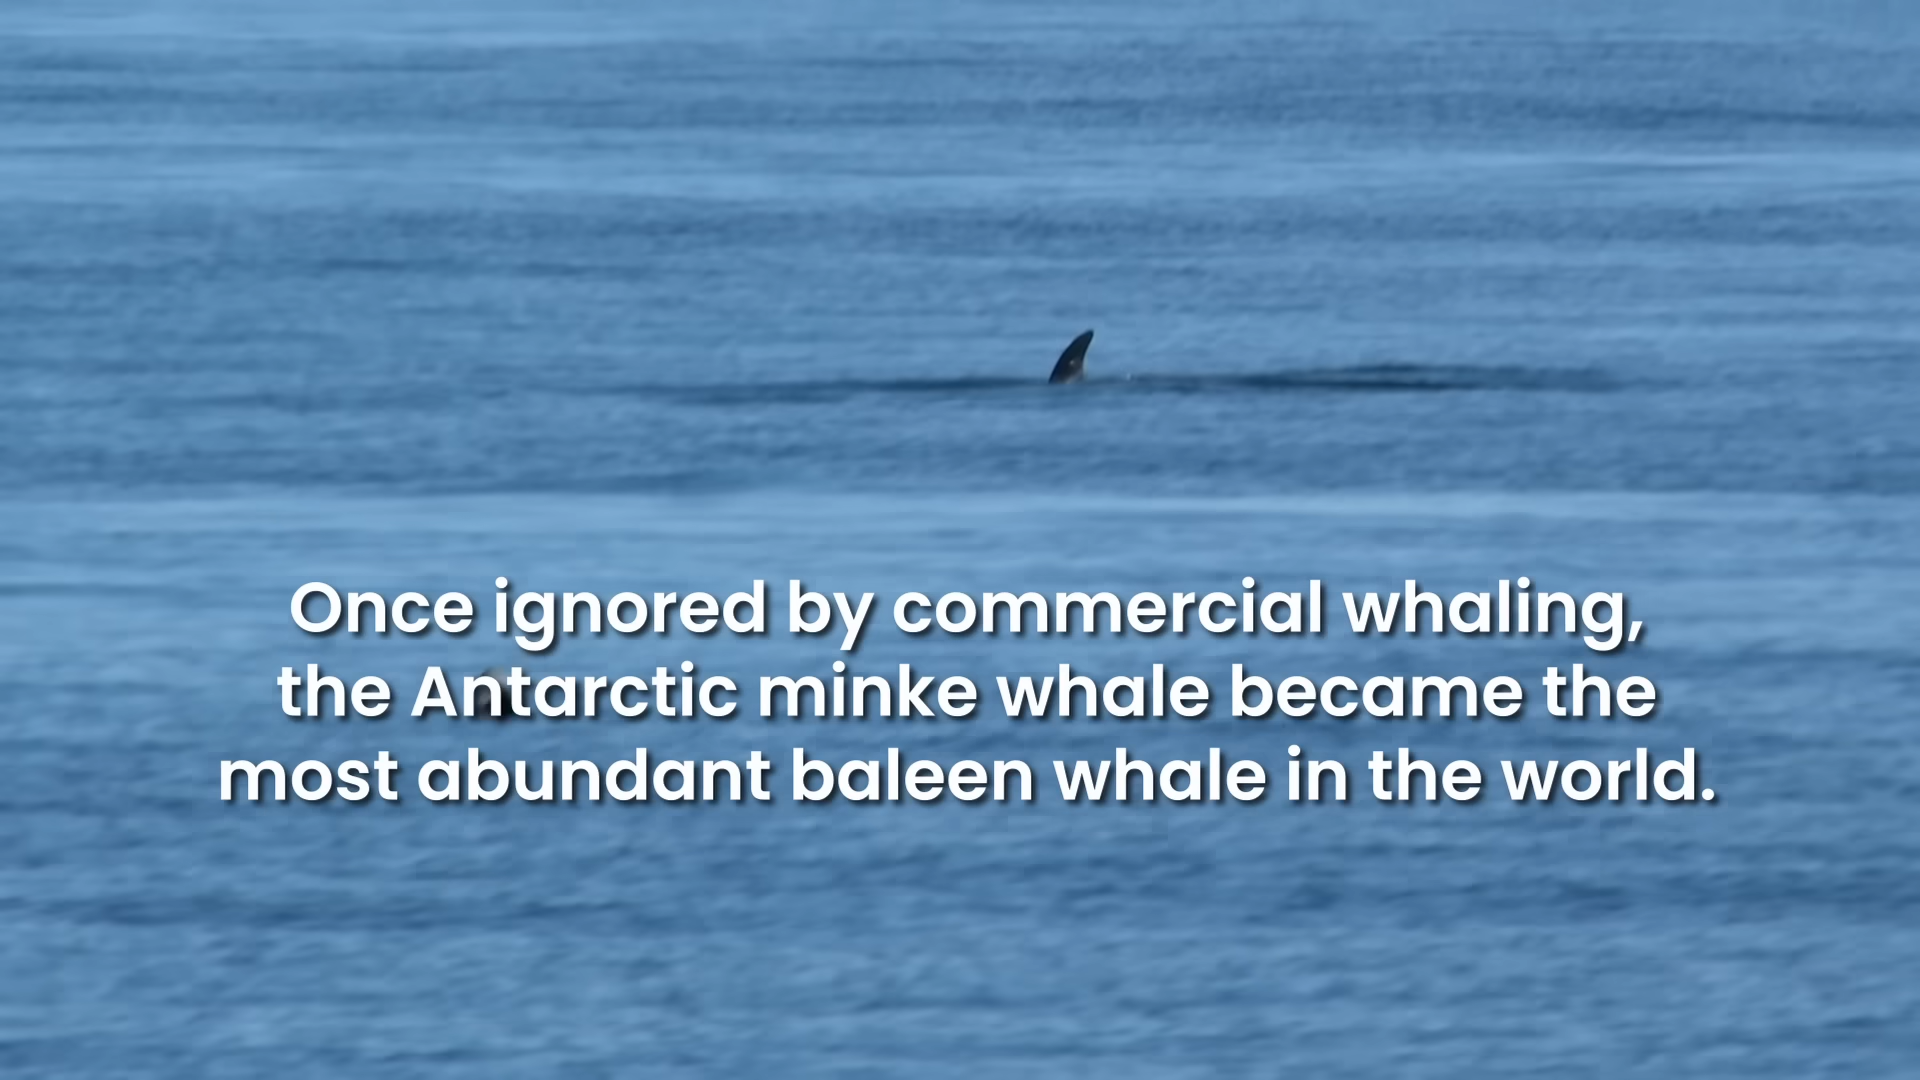 Once ignored by commercial whaling,
the Antarctic minke whale became the
most abundant baleen whale in the world.